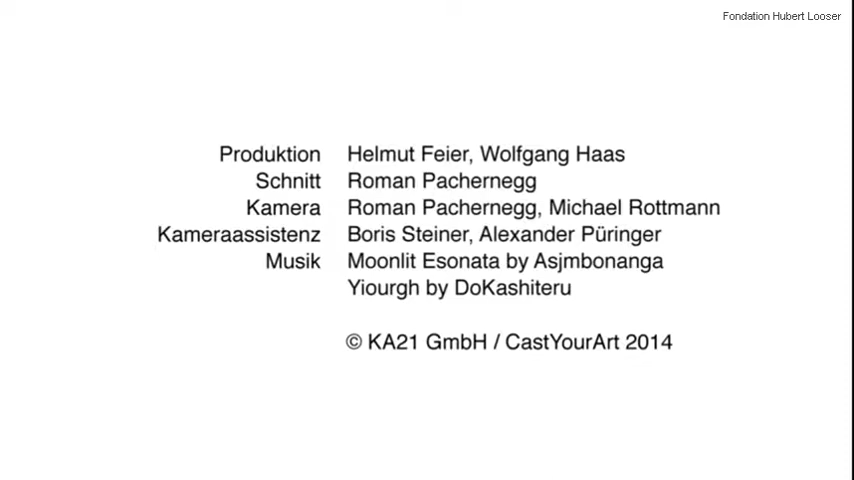 Fondation Hubert Looser
Produktion Helmut Feier, Wolfgang Haas
Schnitt Roman Pachernegg
Kamera Roman Pachernegg, Michael Rottmann
Kameraassistenz Boris Steiner, Alexander Püringer
Musik Moonlit Esonata by Asjmbonanga
Yiourgh by DoKashiteru
© KA21 GmbH / CastYourArt 2014